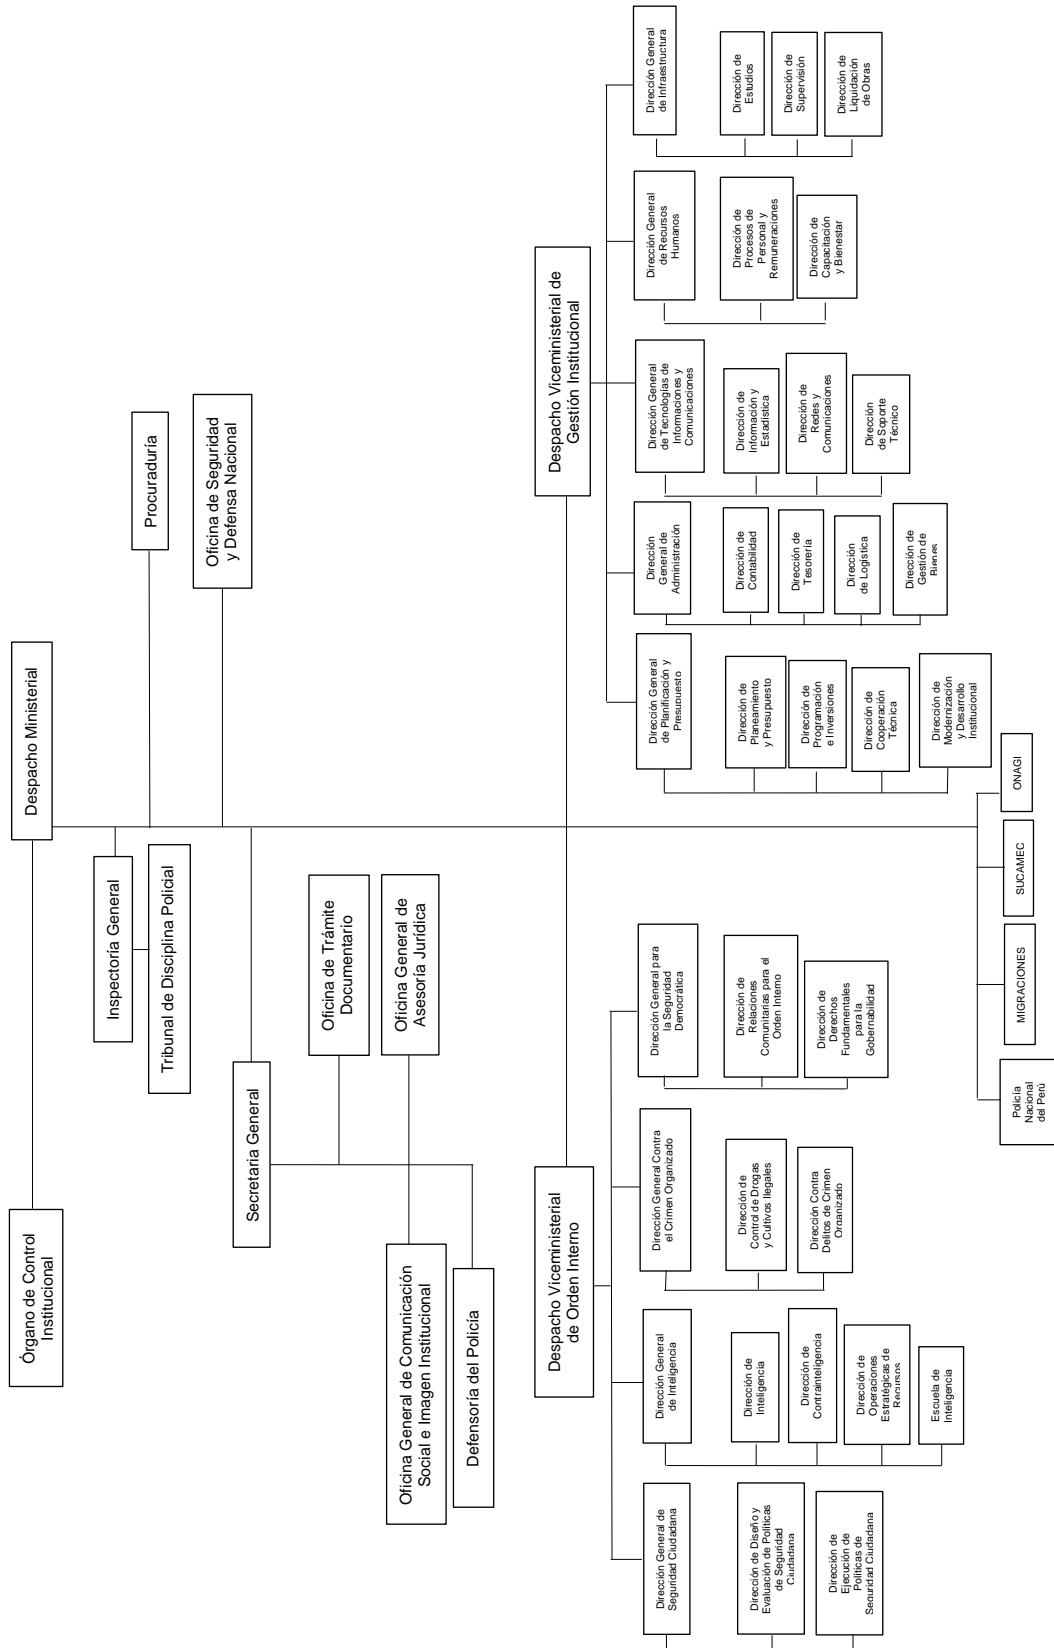 Despacho Ministerial
Órgano de Control
Institucional
Inspectoría General
Tribunal de Disciplina Policial
Procuraduría
Oficina de Seguridad
y Defensa Nacional
Secretaria General
Oficina de Trámite
Documentario
Oficina General de
Asesoría Jurídica
Oficina General de Comunicación
Social e Imagen Institucional
Defensoría del Policía
Despacho Viceministerial
de Orden Interno
Dirección General de
Seguridad Ciudadana
Dirección de Diseño y
Evaluación de Políticas
de Seguridad
Ciudadana
Dirección de
Ejecución de
Políticas de
Seguridad Ciudadana
Dirección General
de Inteligencia
Dirección de
Inteligencia
Dirección de
Contrainteligencia
Dirección de
Operaciones
Estratégicas de
Recursos
Escuela de
Inteligencia
Dirección General Contra
el Crimen Organizado
Dirección de
Control de Drogas
y Cultivos Ilegales
Dirección Contra
Delitos de Crimen
Organizado
Dirección General para
la Seguridad
Democrática
Dirección de
Relaciones
Comunitarias para el
Orden Interno
Dirección de
Derechos
Fundamentales
para la
Gobernabilidad
Despacho Viceministerial de
Gestión Institucional
Dirección General
de Planificación y
Presupuesto
Dirección de
Planeamiento
y Presupuesto
Dirección de
Programación
e Inversiones
Dirección de
Cooperación
Técnica
Dirección de
Modernización
y Desarrollo
Institucional
Dirección
General de
Administración
Dirección de
Contabilidad
Dirección de
Tesorería
Dirección
de Logística
Dirección de
Gestión de
Bienes
Dirección General
de Tecnologías de
Informaciones y
Comunicaciones
Dirección de
Información y
Estadística
Dirección de
Redes y
Comunicaciones
Dirección
de Soporte
Técnico
Dirección General
de Recursos
Humanos
Dirección de
Procesos de
Personal y
Remuneraciones
Dirección de
Capacitación
y Bienestar
Dirección General
de Infraestructura
Dirección de
Estudios
Dirección de
Supervisión
Dirección de
Liquidación
de Obras
Policía
Nacional
del Perú
MIGRACIONES
SUCAMEC
ONAGI